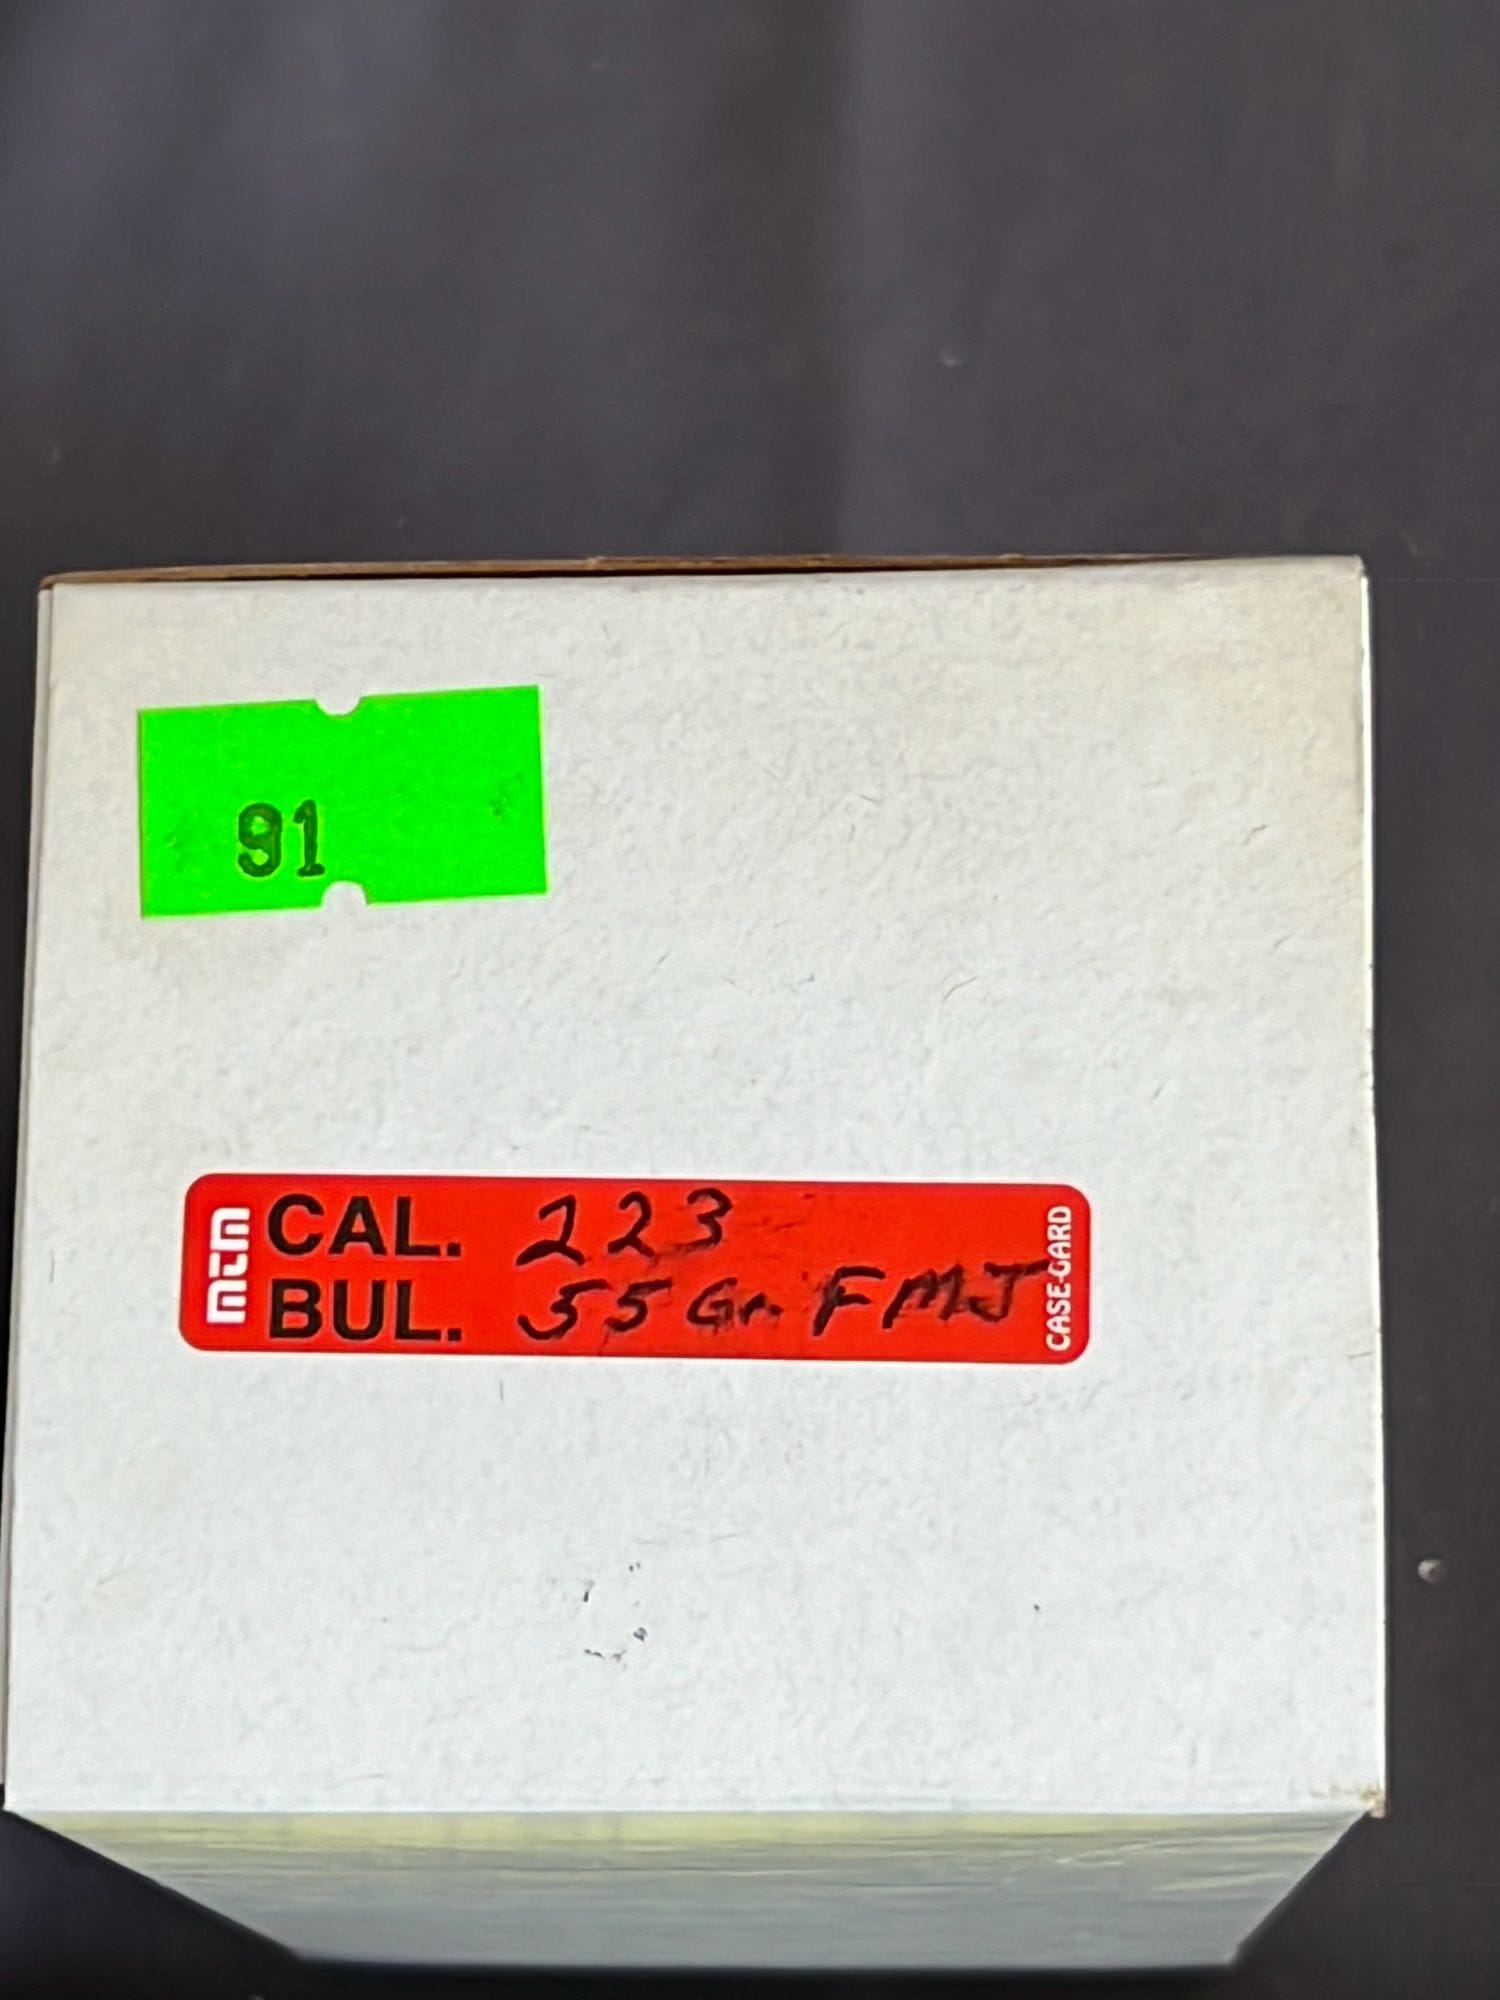 91
MTM
CAL. 223
BUL. 55 Gr. FMJ
CASE-GARD